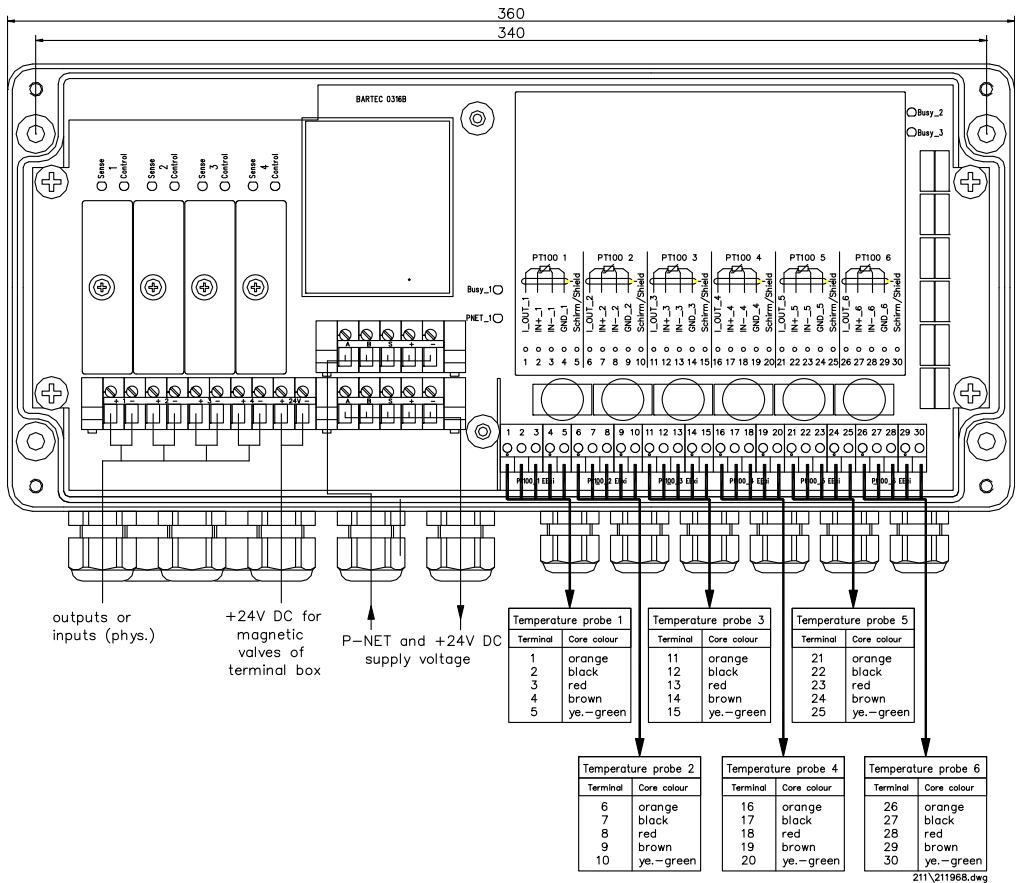 360
340
BARTEC 0316B
Busy_2
Busy_3
Sense 1 Control
Sense 2 Control
Sense 3 Control
Sense 4 Control
PT100 1
PT100 2
PT100 3
PT100 4
PT100 5
PT100 6
I_OUT_1
IN+_1
IN-_1
GND_1
Schirm/Shield
I_OUT_2
IN+_2
IN-_2
GND_2
Schirm/Shield
I_OUT_3
IN+_3
IN-_3
GND_3
Schirm/Shield
I_OUT_4
IN+_4
IN-_4
GND_4
Schirm/Shield
I_OUT_5
IN+_5
IN-_5
GND_5
Schirm/Shield
I_OUT_6
IN+_6
IN-_6
GND_6
Schirm/Shield
Busy_1
PNET_1
1 2 3 4 5 6 7 8 9 10 11 12 13 14 15 16 17 18 19 20 21 22 23 24 25 26 27 28 29 30
A B S + -
+ 1 - + 2 - + 3 - + 4 - + 24V -
A B S + -
1 2 3 4 5 6 7 8 9 10 11 12 13 14 15 16 17 18 19 20 21 22 23 24 25 26 27 28 29 30
outputs or
inputs (phys.)
+24V DC for
magnetic
valves of
terminal box
P-NET and +24V DC
supply voltage
Temperature probe 1
Terminal Core colour
1 orange
2 black
3 red
4 brown
5 ye.-green
Temperature probe 3
Terminal Core colour
11 orange
12 black
13 red
14 brown
15 ye.-green
Temperature probe 5
Terminal Core colour
21 orange
22 black
23 red
24 brown
25 ye.-green
Temperature probe 2
Terminal Core colour
6 orange
7 black
8 red
9 brown
10 ye.-green
Temperature probe 4
Terminal Core colour
16 orange
17 black
18 red
19 brown
20 ye.-green
Temperature probe 6
Terminal Core colour
26 orange
27 black
28 red
29 brown
30 ye.-green
211\211968.dwg